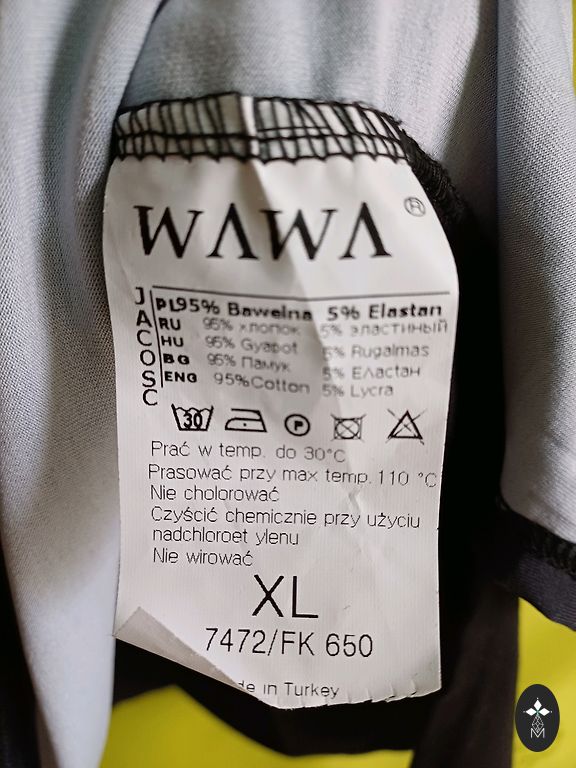 WAWA ®
JACOSC
PL 95% Bawełna 5% Elastan
RU 95% хлопок 5% эластиный
HU 95% Gyapot 5% Rugalmas
BG 95% Памук 5% Еластан
ENG 95%Cotton 5% Lycra
30 P
Prać w temp. do 30°C
Prasować przy max temp. 110 °C
Nie cholorować
Czyścić chemicznie przy użyciu
nadchloroet ylenu
Nie wirować
XL
7472/FK 650
de in Turkey
M